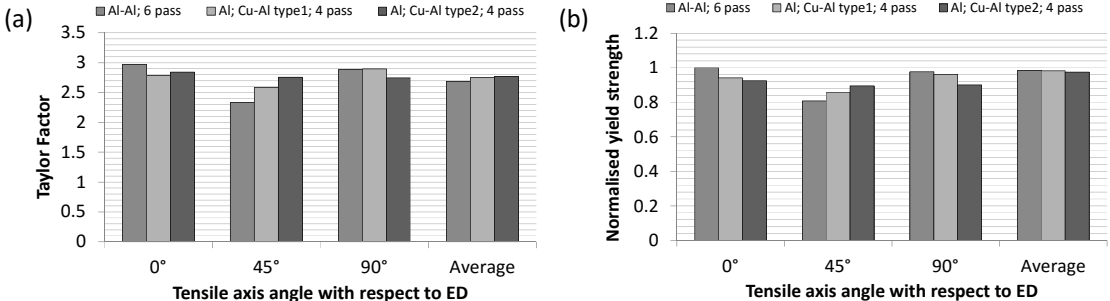 (a)
Al-Al; 6 pass Al; Cu-Al type1; 4 pass Al; Cu-Al type2; 4 pass
Taylor Factor
3.5
3
2.5
2
1.5
1
0.5
0
0° 45° 90° Average
Tensile axis angle with respect to ED
(b)
Al-Al; 6 pass Al; Cu-Al type1; 4 pass Al; Cu-Al type2; 4 pass
Normalised yield strength
1.2
1
0.8
0.6
0.4
0.2
0
0° 45° 90° Average
Tensile axis angle with respect to ED